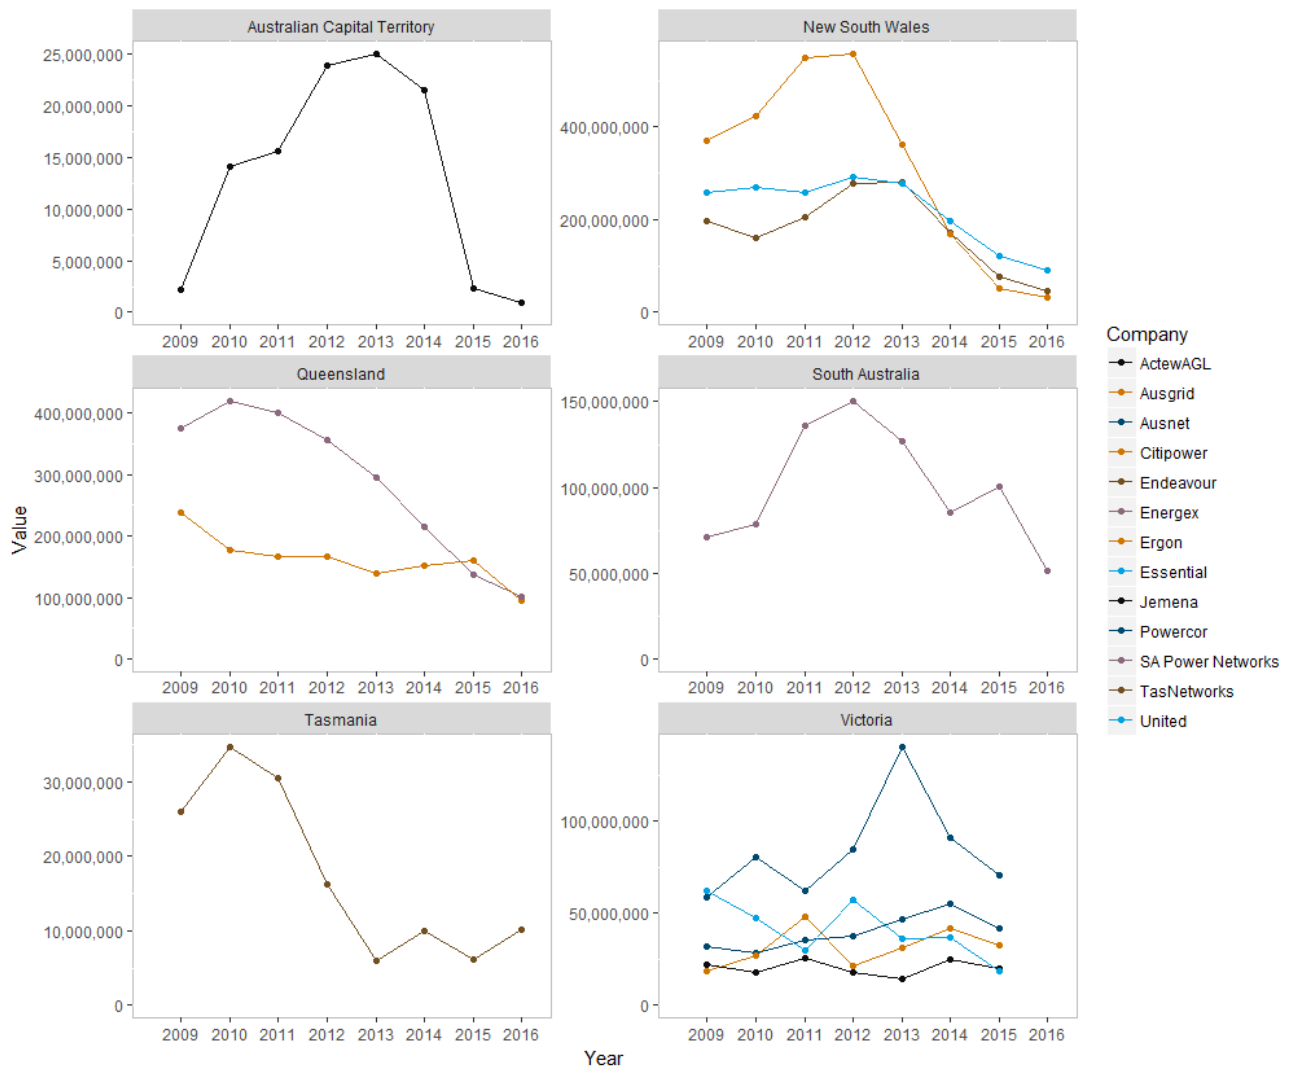 Australian Capital Territory
New South Wales
25,000,000
20,000,000
15,000,000
10,000,000
5,000,000
0
400,000,000
200,000,000
0
2009 2010 2011 2012 2013 2014 2015 2016
2009 2010 2011 2012 2013 2014 2015 2016
Queensland
South Australia
400,000,000
300,000,000
200,000,000
100,000,000
0
150,000,000
100,000,000
50,000,000
0
2009 2010 2011 2012 2013 2014 2015 2016
2009 2010 2011 2012 2013 2014 2015 2016
Tasmania
Victoria
30,000,000
20,000,000
10,000,000
0
100,000,000
50,000,000
0
2009 2010 2011 2012 2013 2014 2015 2016
2009 2010 2011 2012 2013 2014 2015 2016
Value
Year
Company
ActewAGL
Ausgrid
Ausnet
Citipower
Endeavour
Energex
Ergon
Essential
Jemena
Powercor
SA Power Networks
TasNetworks
United